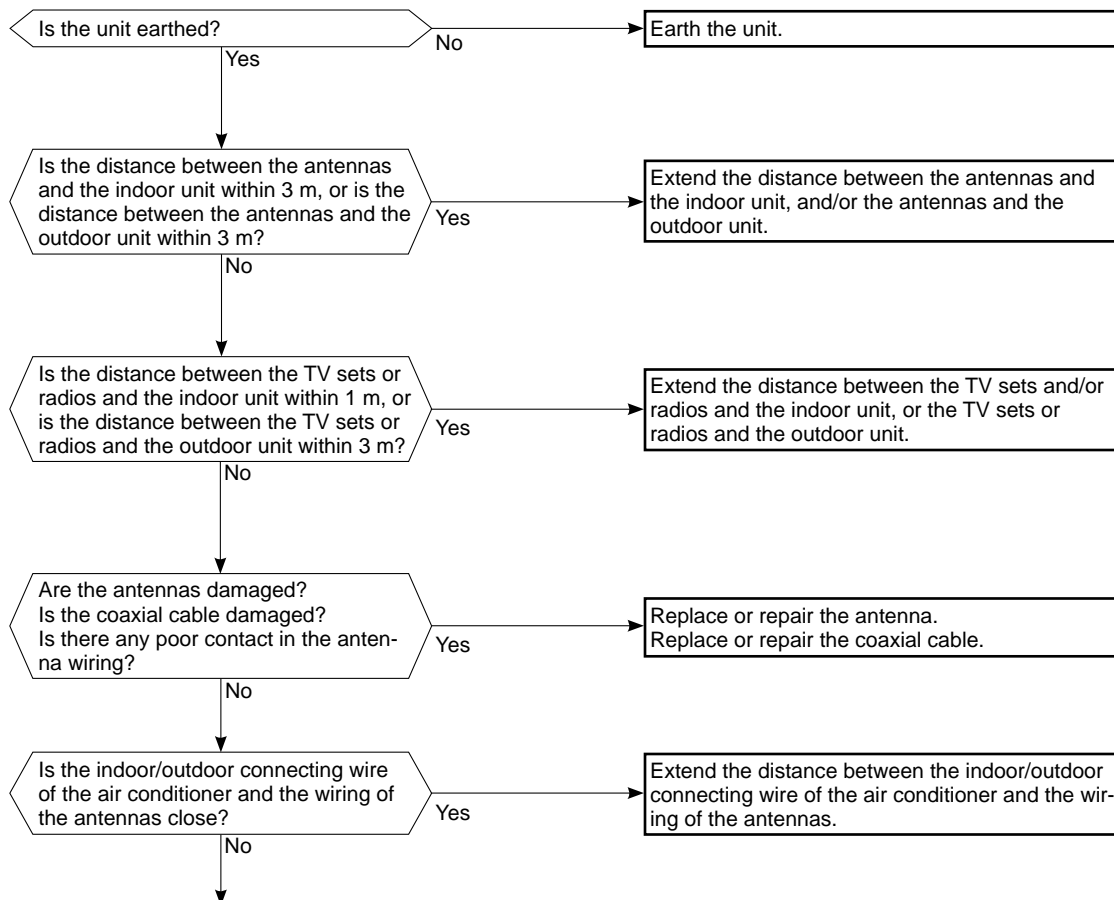 Is the unit earthed?
No
Earth the unit.
Yes
Is the distance between the antennas
and the indoor unit within 3 m, or is the
distance between the antennas and the
outdoor unit within 3 m?
Yes
Extend the distance between the antennas and
the indoor unit, and/or the antennas and the
outdoor unit.
No
Is the distance between the TV sets or
radios and the indoor unit within 1 m, or
is the distance between the TV sets or
radios and the outdoor unit within 3 m?
Yes
Extend the distance between the TV sets and/or
radios and the indoor unit, or the TV sets or
radios and the outdoor unit.
No
Are the antennas damaged?
Is the coaxial cable damaged?
Is there any poor contact in the anten-
na wiring?
Yes
Replace or repair the antenna.
Replace or repair the coaxial cable.
No
Is the indoor/outdoor connecting wire
of the air conditioner and the wiring of
the antennas close?
Yes
Extend the distance between the indoor/outdoor
connecting wire of the air conditioner and the wir-
ing of the antennas.
No